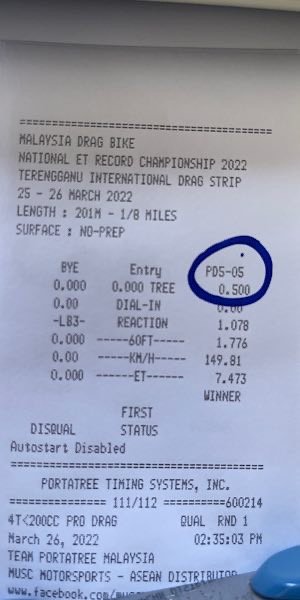 ================================
MALAYSIA DRAG BIKE
NATIONAL ET RECORD CHAMPIONSHIP 2022
TERENGGANU INTERNATIONAL DRAG STRIP
25 - 26 MARCH 2022
LENGTH : 201M - 1/8 MILES
SURFACE : NO-PREP
BYE Entry PD5-05
0.000 0.000 TREE 0.500
0.00 DIAL-IN 0.00
-LB3- REACTION 1.078
0.000 ------60FT------ 1.776
0.00 ------KM/H------ 149.81
0.000 -------ET------- 7.473
WINNER
FIRST
DISQUAL STATUS
Autostart Disabled
================================
PORTATREE TIMING SYSTEMS, INC.
============ 111/112 ==========600214
4T<200CC PRO DRAG QUAL RND 1
March 26, 2022 02:35:03 PM
TEAM PORTATREE MALAYSIA
MUSC MOTORSPORTS - ASEAN DISTRIBUTOR